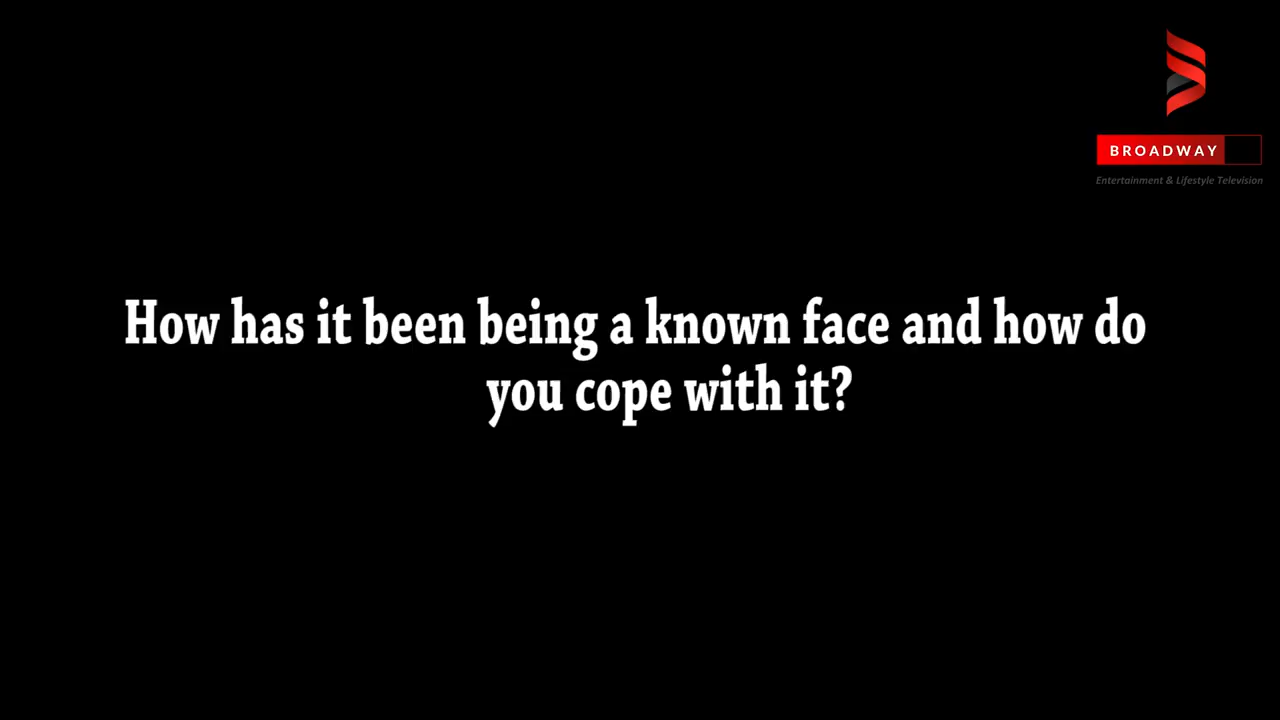 BROADWAY
Entertainment & Lifestyle Television
How has it been being a known face and how do
you cope with it?